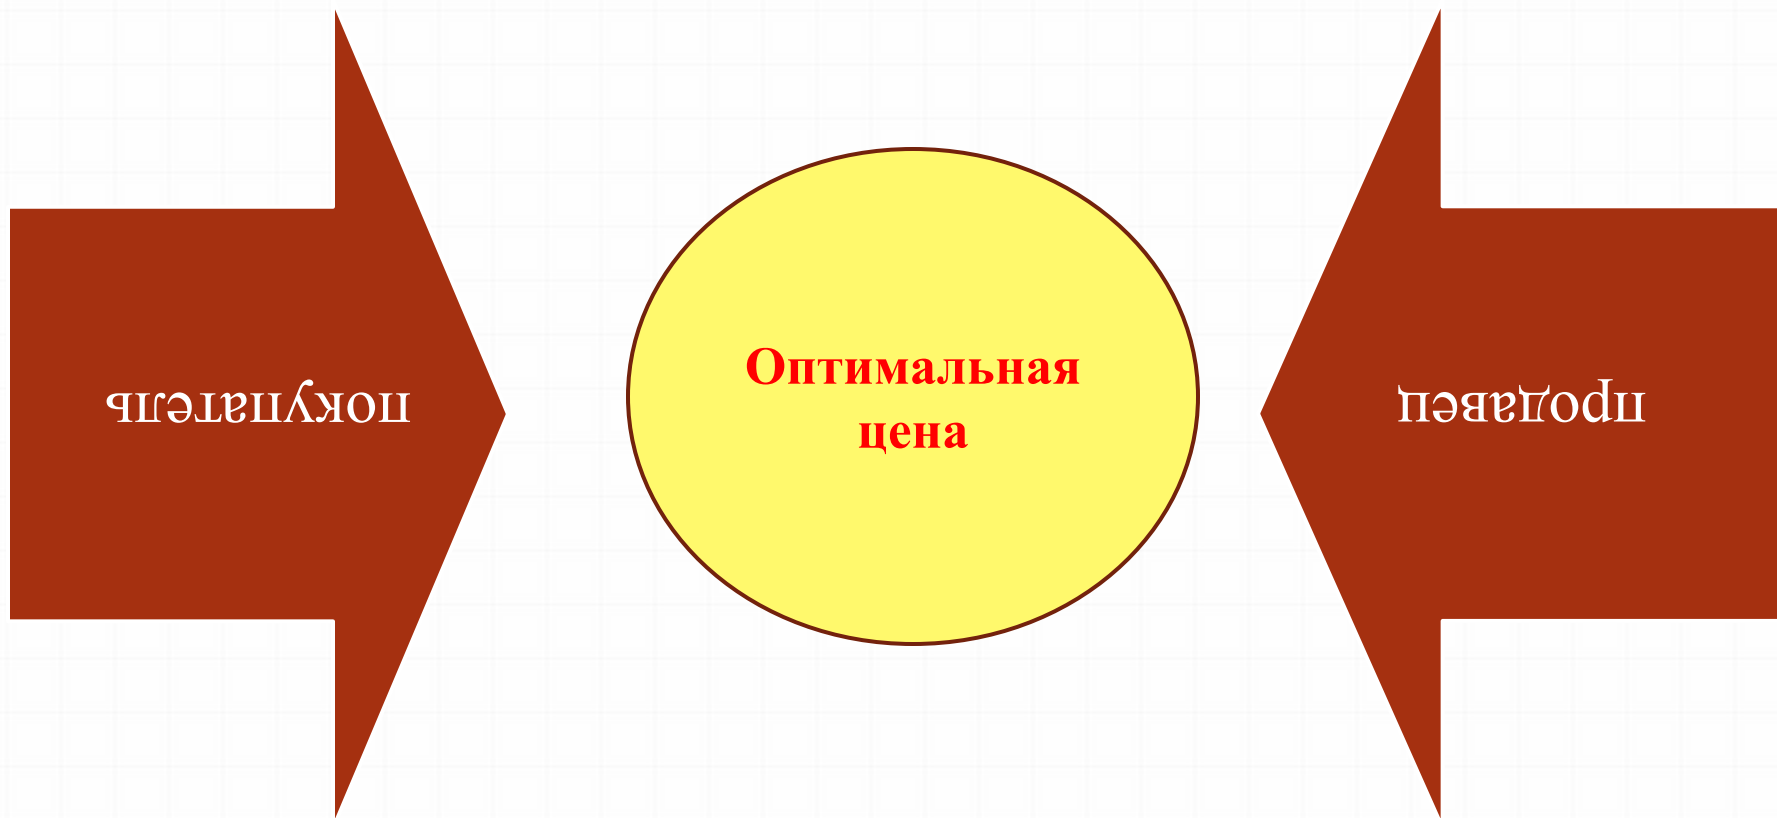 покупатель
Оптимальная
цена
продавец